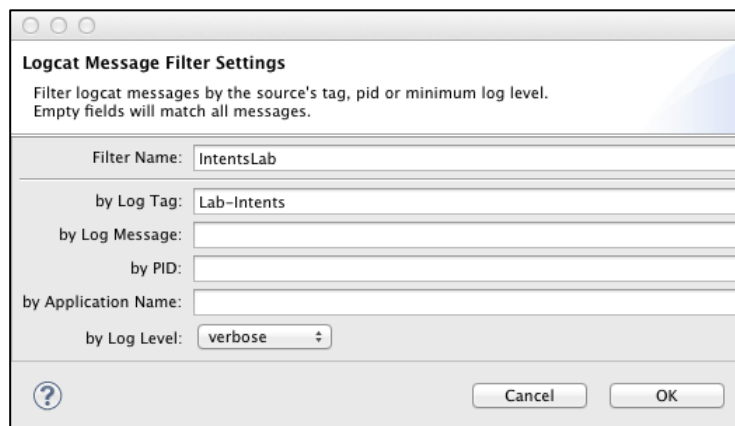 Logcat Message Filter Settings
Filter logcat messages by the source's tag, pid or minimum log level.
Empty fields will match all messages.
Filter Name: IntentsLab
by Log Tag: Lab-Intents
by Log Message:
by PID:
by Application Name:
by Log Level: verbose
? Cancel OK